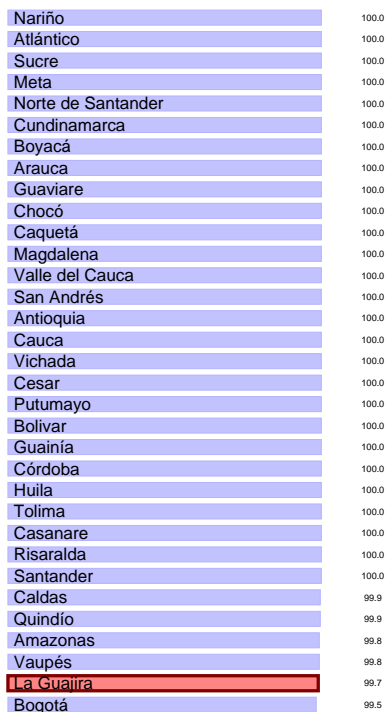 Nariño 100.0
Atlántico 100.0
Sucre 100.0
Meta 100.0
Norte de Santander 100.0
Cundinamarca 100.0
Boyacá 100.0
Arauca 100.0
Guaviare 100.0
Chocó 100.0
Caquetá 100.0
Magdalena 100.0
Valle del Cauca 100.0
San Andrés 100.0
Antioquia 100.0
Cauca 100.0
Vichada 100.0
Cesar 100.0
Putumayo 100.0
Bolivar 100.0
Guainía 100.0
Córdoba 100.0
Huila 100.0
Tolima 100.0
Casanare 100.0
Risaralda 100.0
Santander 100.0
Caldas 99.9
Quindío 99.9
Amazonas 99.8
Vaupés 99.8
La Guajira 99.7
Bogotá 99.5